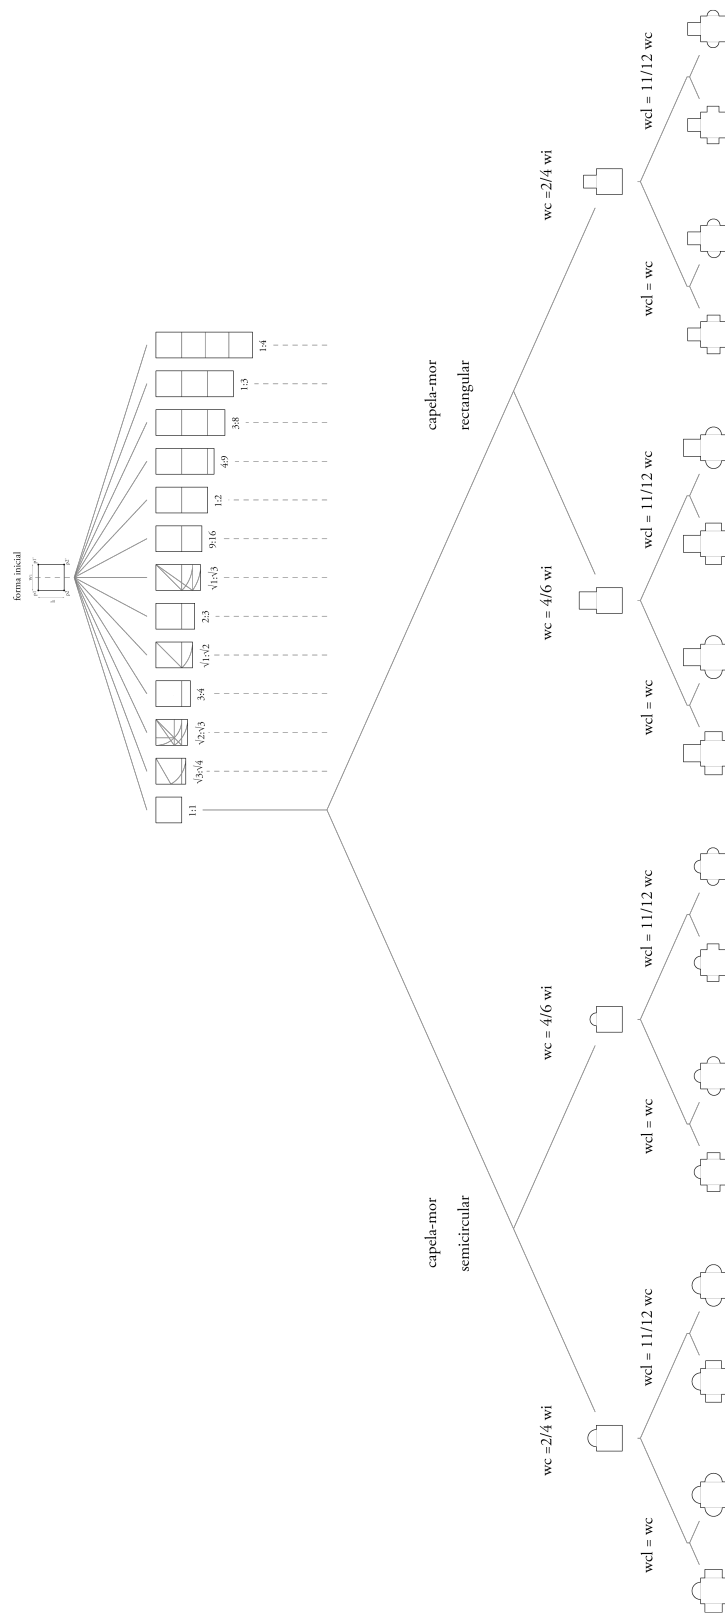 forma inicial
1:1
√3:√4
√2:√3
3:4
√1:√2
2:3
√1:√3
9:16
1:2
4:9
3:8
1:3
1:4
capela-mor
semicircular
capela-mor
rectangular
wc =2/4 wi
wc = 4/6 wi
wc = 4/6 wi
wc =2/4 wi
wcl = wc
wcl = 11/12 wc
wcl = wc
wcl = 11/12 wc
wcl = wc
wcl = 11/12 wc
wcl = wc
wcl = 11/12 wc